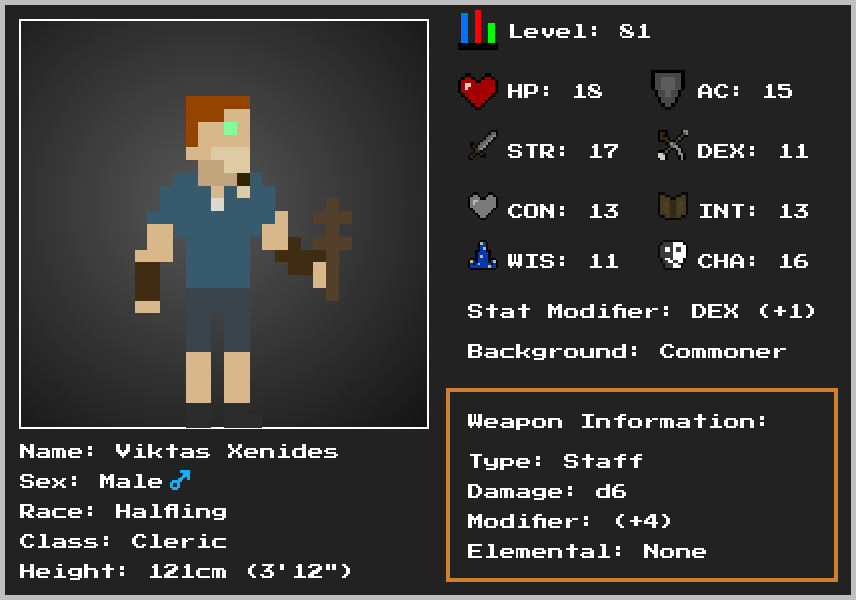 Level: 81
HP: 18
AC: 15
STR: 17
DEX: 11
CON: 13
INT: 13
WIS: 11
CHA: 16
Stat Modifier: DEX (+1)
Background: Commoner
Weapon Information:
Type: Staff
Damage: d6
Modifier: (+4)
Elemental: None
Name: Viktas Xenides
Sex: Male♂
Race: Halfling
Class: Cleric
Height: 121cm (3'12")